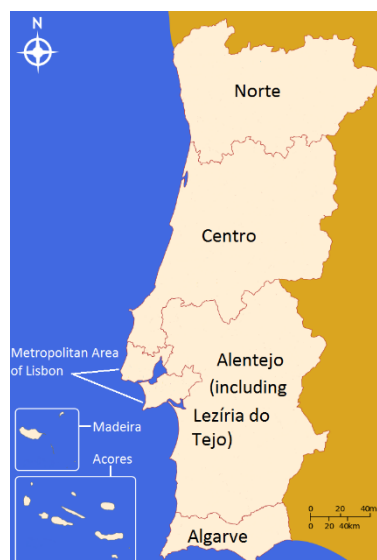 N
Norte
Centro
Metropolitan Area
of Lisbon
Alentejo
(including
Lezíria do
Tejo)
Madeira
Acores
Algarve
0 20 40m
0 20 40km